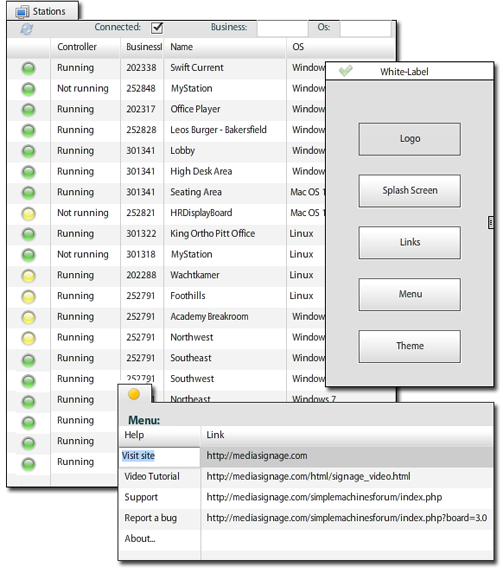 Stations
Connected: Business: Os:
Controller Business Name OS
Running 202338 Swift Current Window
Not running 252848 MyStation Window
Running 202317 Office Player Window
Running 252828 Leos Burger - Bakersfield Window
Running 301341 Lobby Window
Running 301341 High Desk Area Window
Running 301341 Seating Area Mac OS 1
Not running 252821 HRDisplayBoard Mac OS 1
Running 301322 King Ortho Pitt Office Linux
Not running 301318 MyStation Linux
Running 202288 Wachtkamer Linux
Running 252791 Foothills Linux
Running 252791 Academy Breakroom Window
Running 252791 Northwest Window
Running 252791 Southeast Window
Running 252791 Southwest Window
Running Northeast Windows 7
Running
Running
Running
White-Label
Logo
Splash Screen
Links
Menu
Theme
Menu:
Help Link
Visit site http://mediasignage.com
Video Tutorial http://mediasignage.com/html/signage_video.html
Support http://mediasignage.com/simplemachinesforum/index.php
Report a bug http://mediasignage.com/simplemachinesforum/index.php?board=3.0
About...